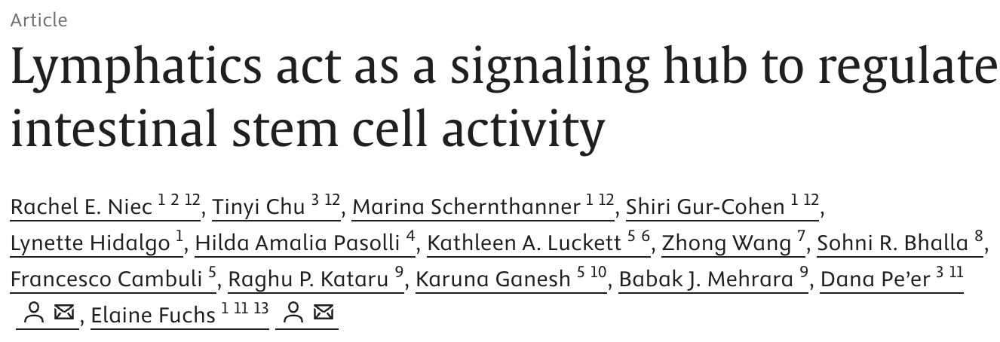 Article
Lymphatics act as a signaling hub to regulate
intestinal stem cell activity
Rachel E. Niec 1 2 12, Tinyi Chu 3 12, Marina Schernthanner 1 12, Shiri Gur-Cohen 1 12,
Lynette Hidalgo 1, Hilda Amalia Pasolli 4, Kathleen A. Luckett 5 6, Zhong Wang 7, Sohni R. Bhalla 8,
Francesco Cambuli 5, Raghu P. Kataru 9, Karuna Ganesh 5 10, Babak J. Mehrara 9, Dana Pe’er 3 11
, Elaine Fuchs 1 11 13